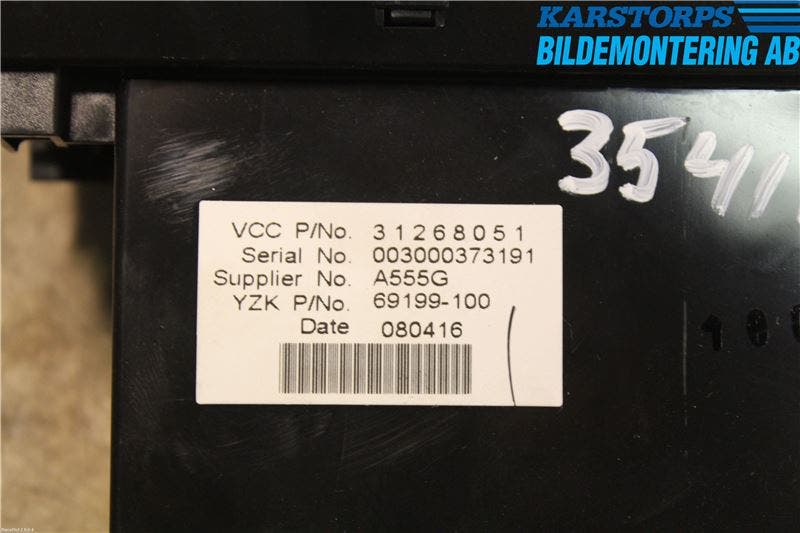 KARSTORPS
BILDEMONTERING AB
VCC P/No. 31268051
Serial No. 003000373191
Supplier No. A555G
YZK P/No. 69199-100
Date 080416